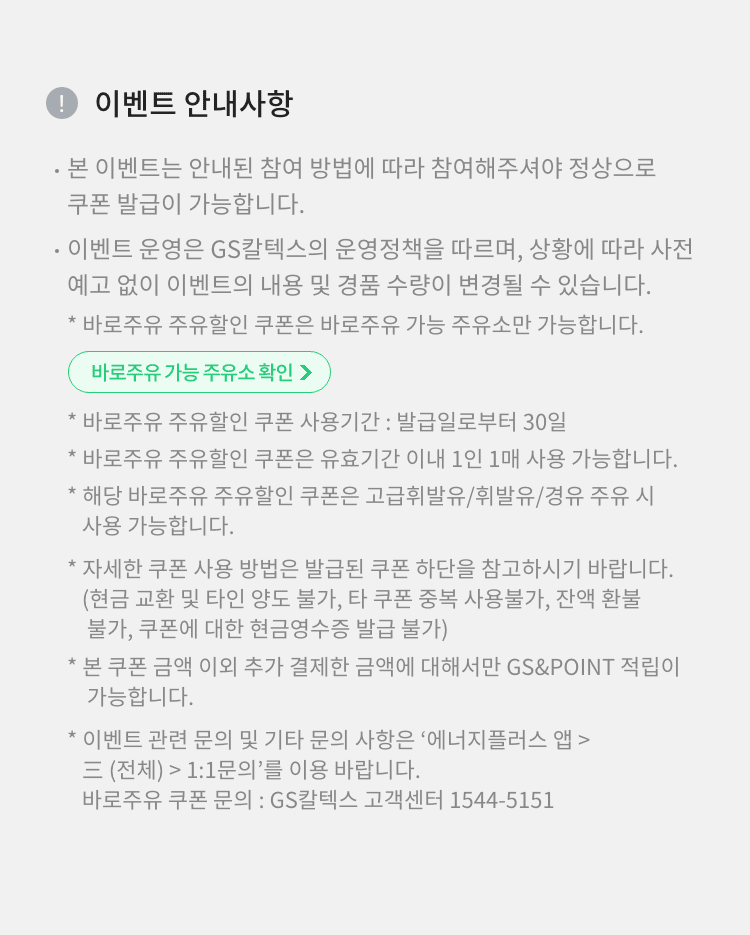 ! 이벤트 안내사항
· 본 이벤트는 안내된 참여 방법에 따라 참여해주셔야 정상으로
쿠폰 발급이 가능합니다.
· 이벤트 운영은 GS칼텍스의 운영정책을 따르며, 상황에 따라 사전
예고 없이 이벤트의 내용 및 경품 수량이 변경될 수 있습니다.
* 바로주유 주유할인 쿠폰은 바로주유 가능 주유소만 가능합니다.
바로주유 가능 주유소 확인 >
* 바로주유 주유할인 쿠폰 사용기간 : 발급일로부터 30일
* 바로주유 주유할인 쿠폰은 유효기간 이내 1인 1매 사용 가능합니다.
* 해당 바로주유 주유할인 쿠폰은 고급휘발유/휘발유/경유 주유 시
사용 가능합니다.
* 자세한 쿠폰 사용 방법은 발급된 쿠폰 하단을 참고하시기 바랍니다.
(현금 교환 및 타인 양도 불가, 타 쿠폰 중복 사용불가, 잔액 환불
불가, 쿠폰에 대한 현금영수증 발급 불가)
* 본 쿠폰 금액 이외 추가 결제한 금액에 대해서만 GS&POINT 적립이
가능합니다.
* 이벤트 관련 문의 및 기타 문의 사항은 ‘에너지플러스 앱 >
三 (전체) > 1:1문의’를 이용 바랍니다.
바로주유 쿠폰 문의 : GS칼텍스 고객센터 1544-5151